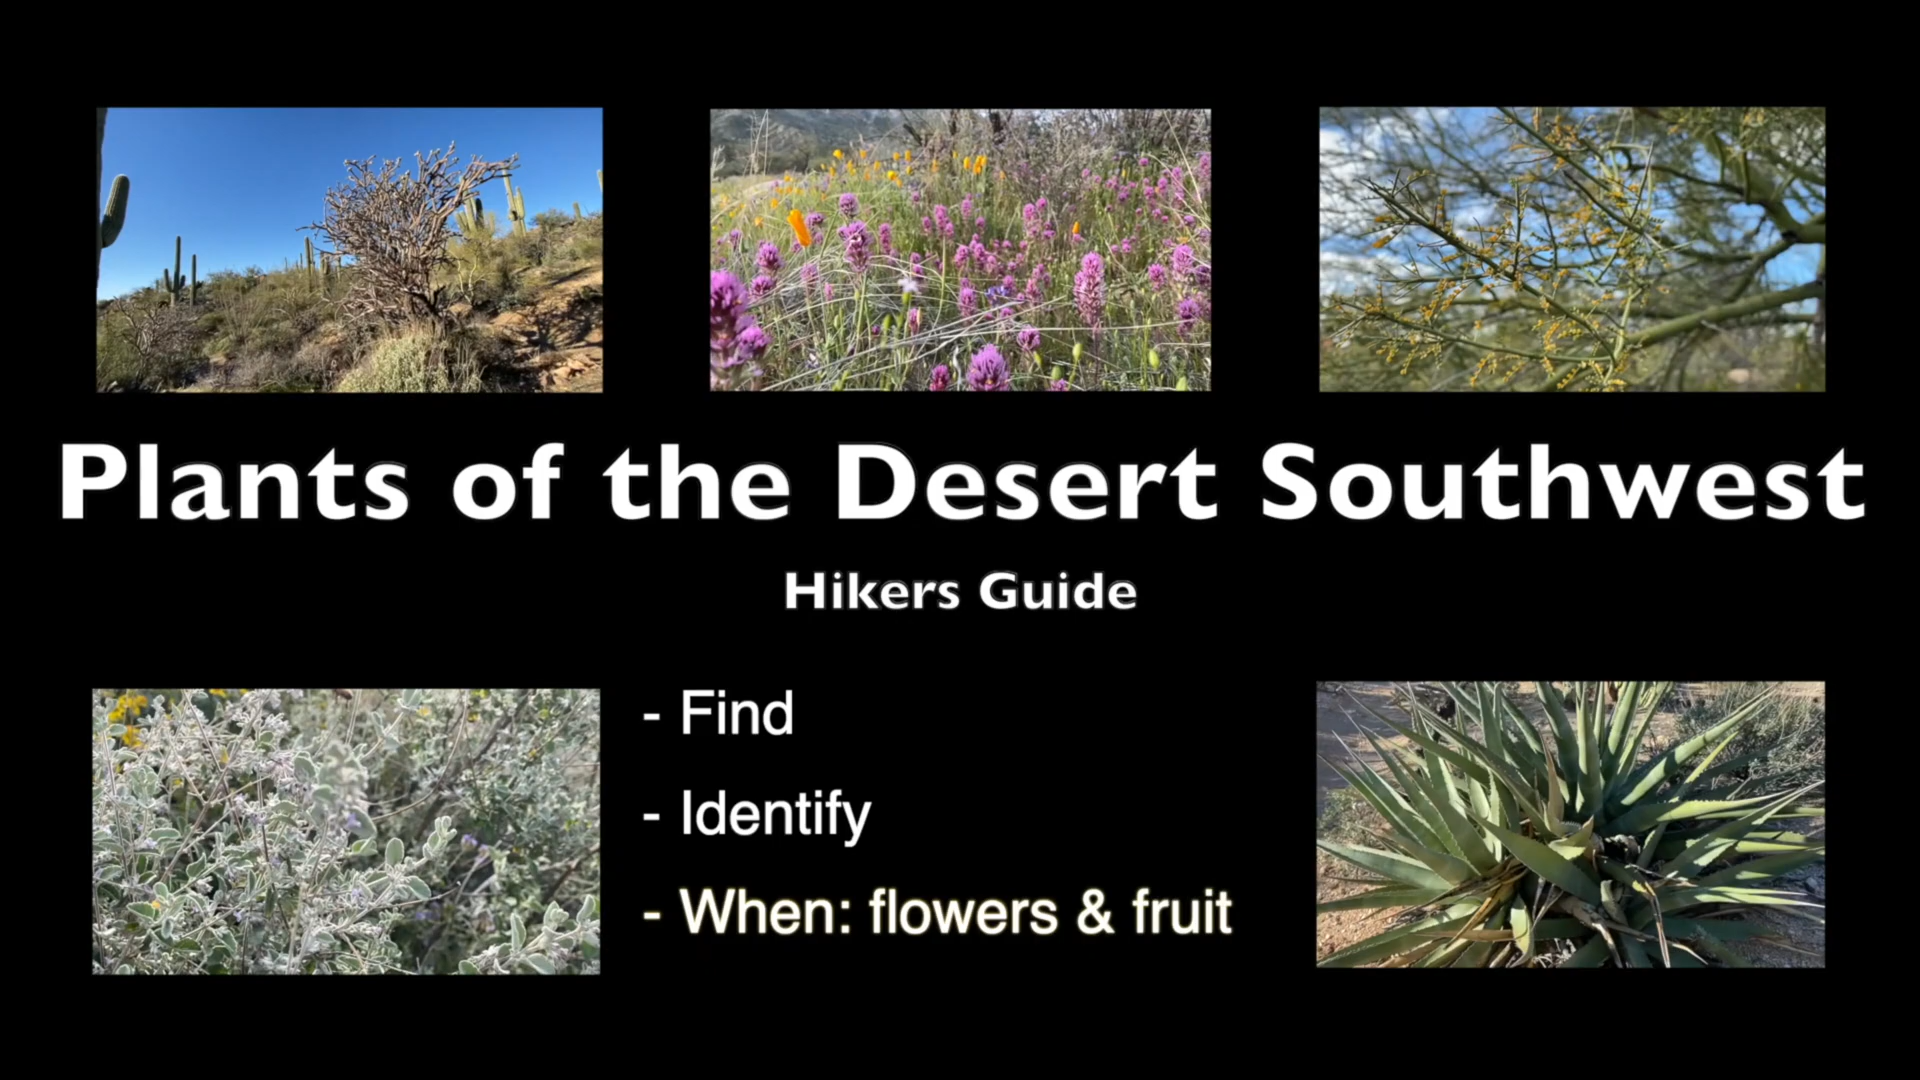 Plants of the Desert Southwest
Hikers Guide
- Find
- Identify
- When: flowers & fruit